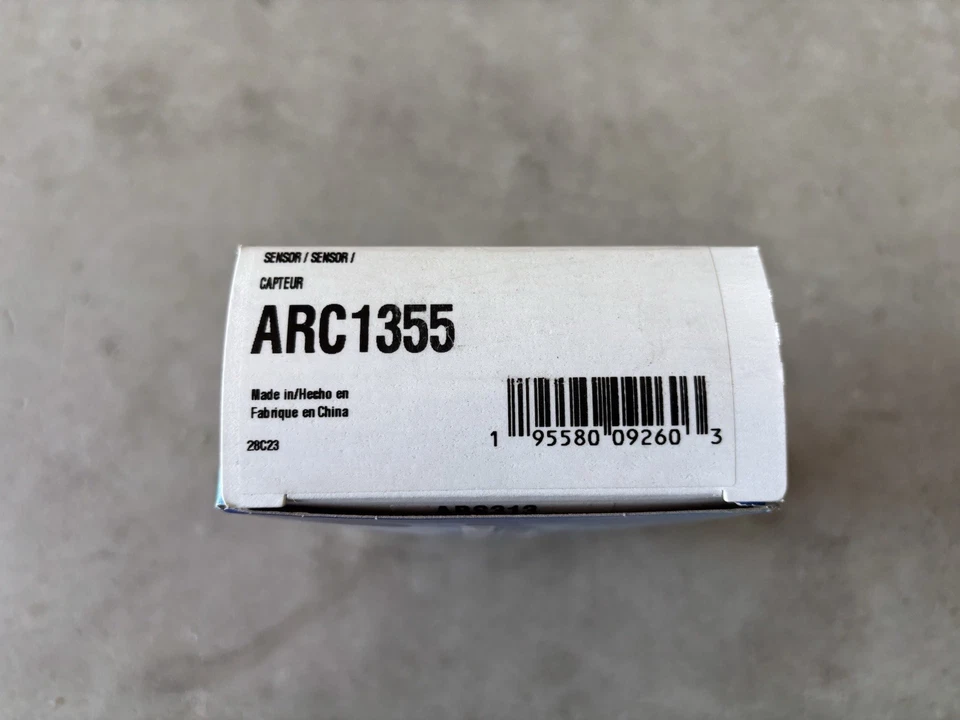 SENSOR / SENSOR /
CAPTEUR
ARC1355
Made in/Hecho en
Fabrique en China
28C23
1 95580 09260 3